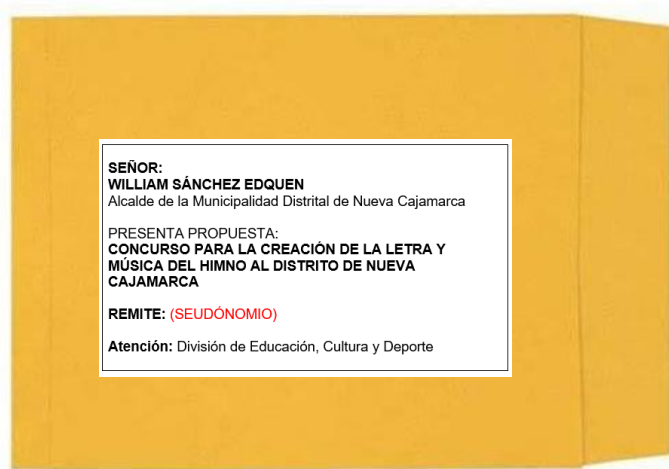 SEÑOR:
WILLIAM SÁNCHEZ EDQUEN
Alcalde de la Municipalidad Distrital de Nueva Cajamarca
PRESENTA PROPUESTA:
CONCURSO PARA LA CREACIÓN DE LA LETRA Y
MÚSICA DEL HIMNO AL DISTRITO DE NUEVA
CAJAMARCA
REMITE: (SEUDÓNOMIO)
Atención: División de Educación, Cultura y Deporte